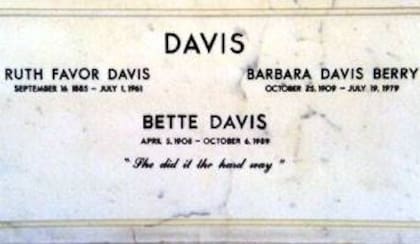 DAVIS
RUTH FAVOR DAVIS BARBARA DAVIS BERRY
SEPTEMBER 16 1885 – JULY 1, 1961 OCTOBER 25, 1909 – JULY 19, 1979
BETTE DAVIS
APRIL 5, 1908 – OCTOBER 6, 1989
"She did it the hard way"